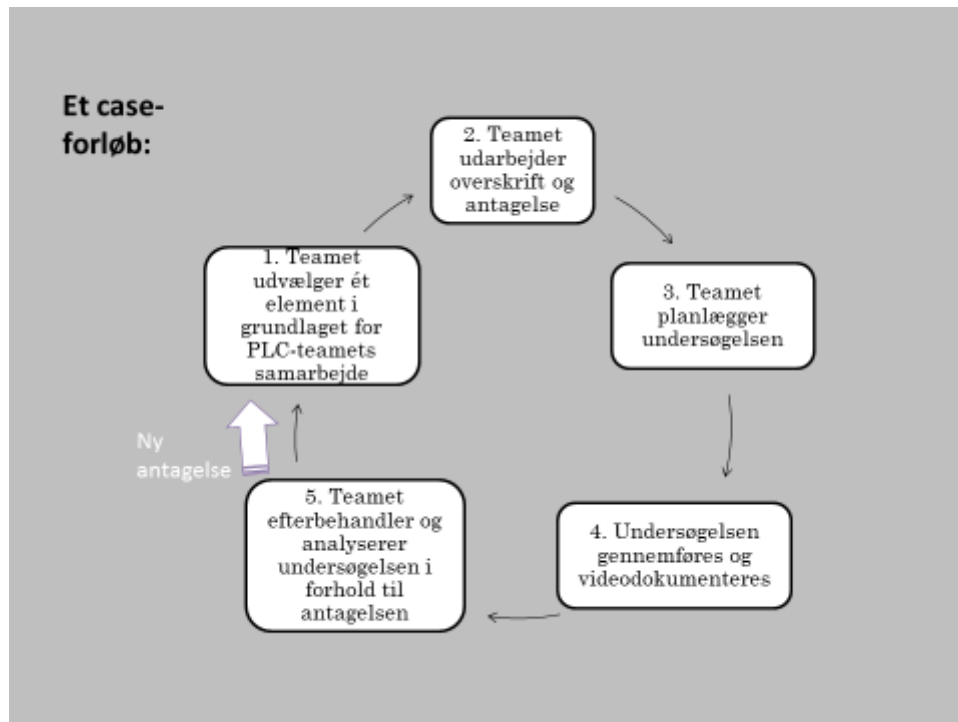 Et case-
forløb:
1. Teamet
udvælger ét
element i
grundlaget for
PLC-teamets
samarbejde
2. Teamet
udarbejder
overskrift og
antagelse
3. Teamet
planlægger
undersøgelsen
4. Undersøgelsen
gennemføres og
videodokumenteres
5. Teamet
efterbehandler og
analyserer
undersøgelsen i
forhold til
antagelsen
Ny
antagelse